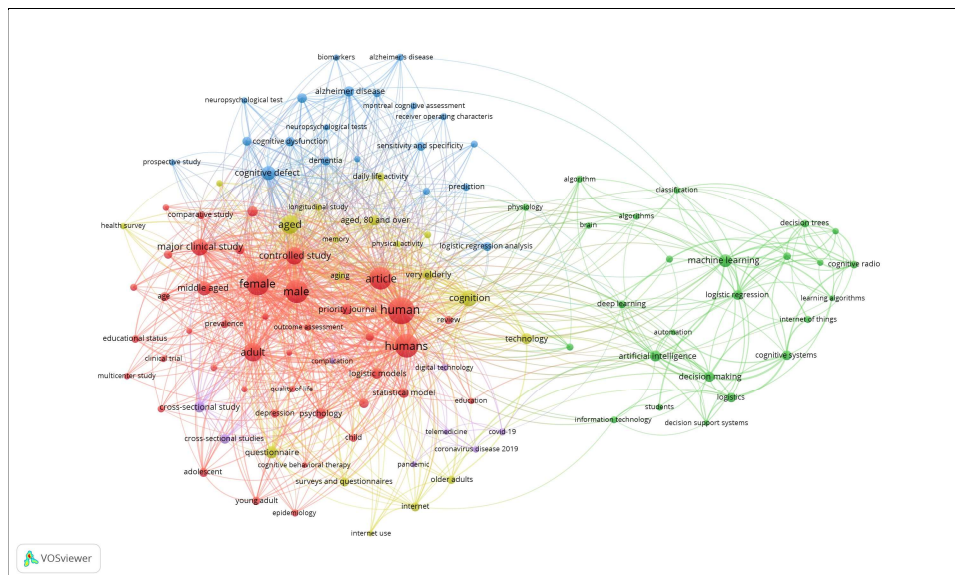 biomarkers
alzheimer's disease
alzheimer disease
neuropsychological test
montreal cognitive assessment
receiver operating characteris
neuropsychological tests
cognitive dysfunction
sensitivity and specificity
dementia
prospective study
cognitive defect
daily life activity
prediction
algorithm
classification
physiology
longitudinal study
comparative study
health survey
aged
aged, 80 and over
algorithms
brain
decision trees
memory
physical activity
major clinical study
controlled study
logistic regression analysis
machine learning
cognitive radio
aging
very elderly
article
female
male
middle aged
age
cognition
logistic regression
learning algorithms
deep learning
priority journal
human
review
prevalence
outcome assessment
internet of things
educational status
technology
automation
adult
humans
clinical trial
complication
digital technology
artificial intelligence
cognitive systems
multicenter study
logistic models
decision making
quality of life
statistical model
education
logistics
cross-sectional study
depression
psychology
students
information technology
decision support systems
telemedicine
covid-19
cross-sectional studies
child
questionnaire
coronavirus disease 2019
cognitive behavioral therapy
pandemic
adolescent
surveys and questionnaires
older adults
young adult
internet
epidemiology
internet use
VOSviewer